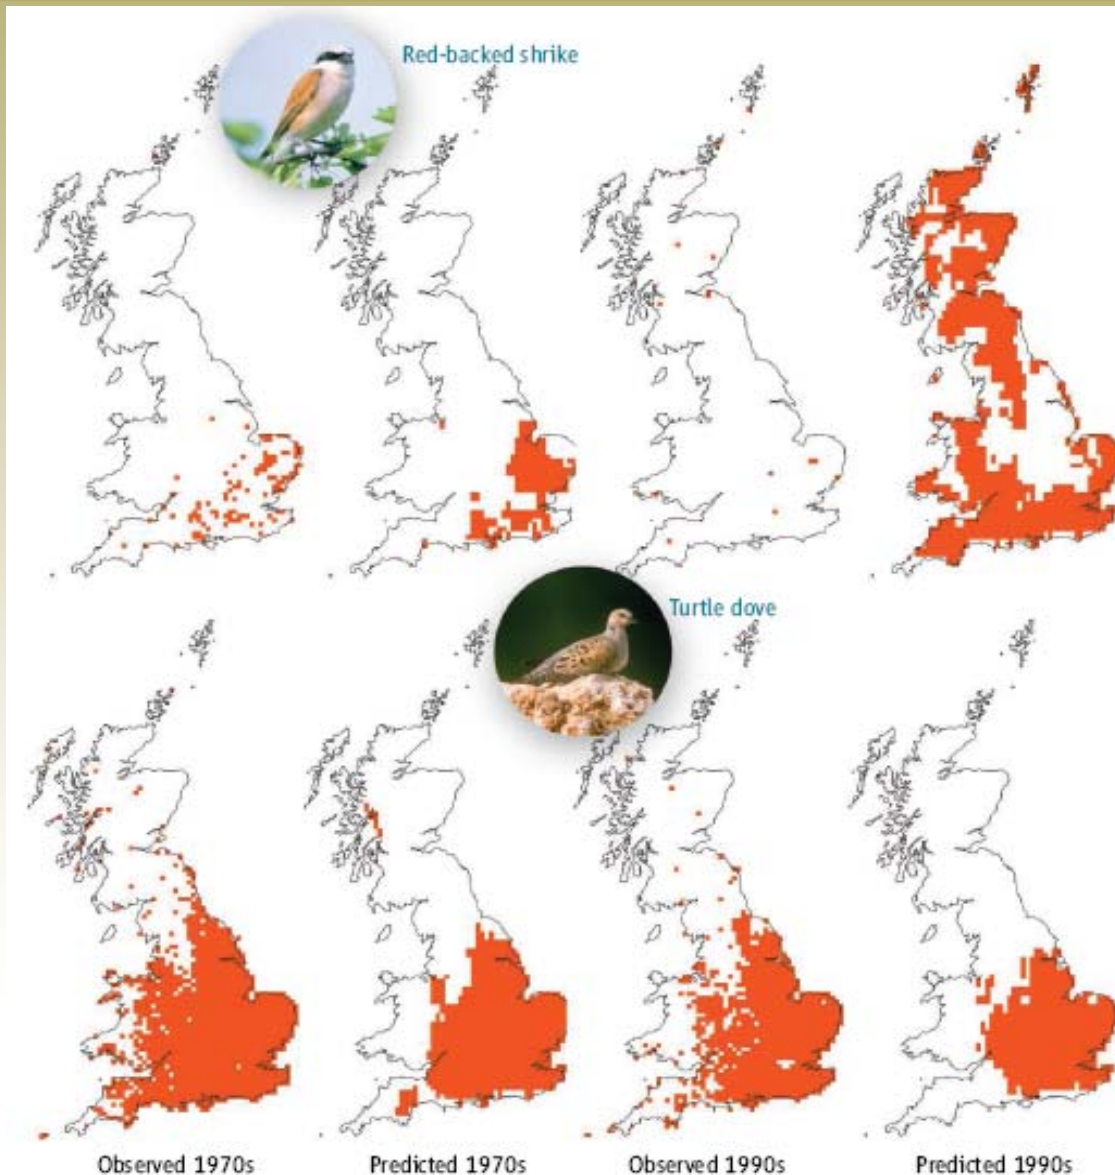 Red-backed shrike
Turtle dove
Observed 1970s
Predicted 1970s
Observed 1990s
Predicted 1990s